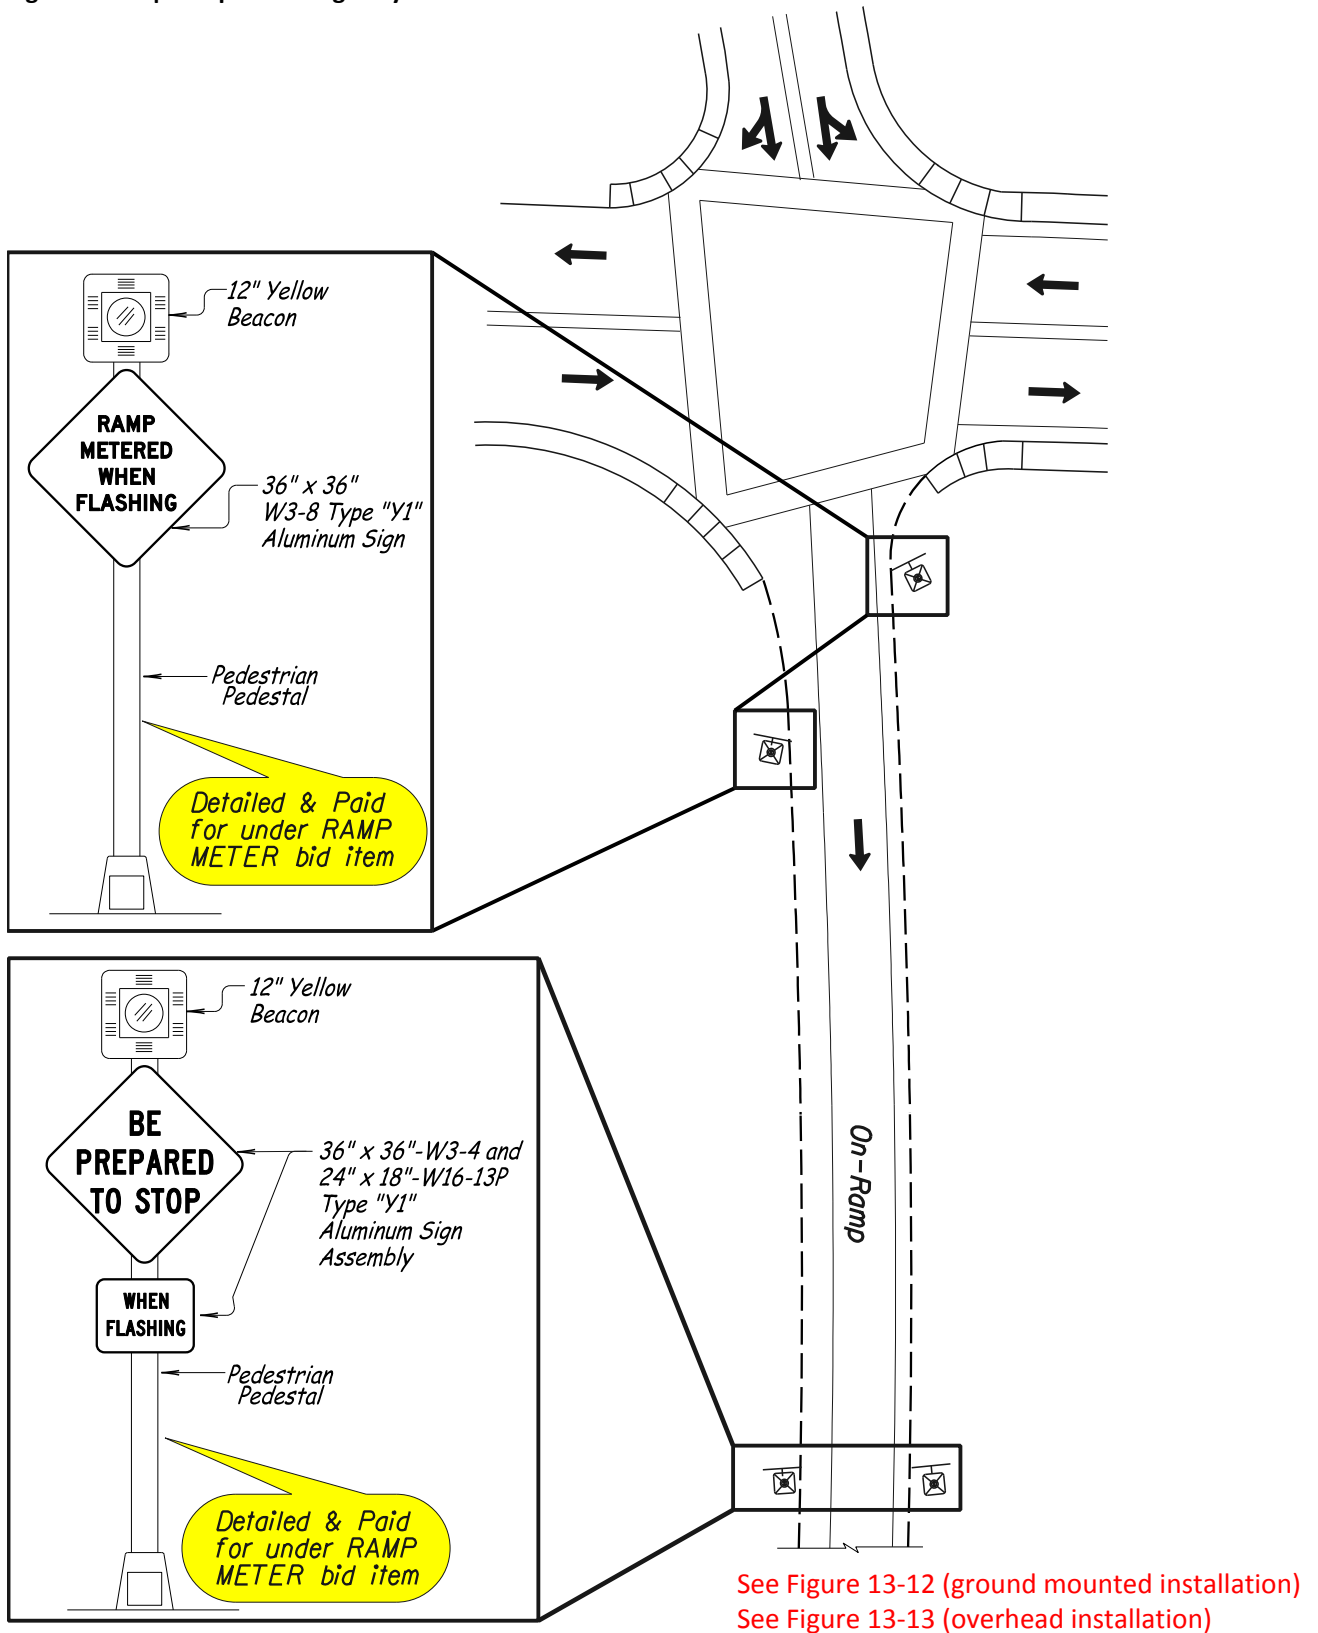 12" Yellow
Beacon
RAMP
METERED
WHEN
FLASHING
36" x 36"
W3-8 Type "Y1"
Aluminum Sign
Pedestrian
Pedestal
Detailed & Paid
for under RAMP
METER bid item
12" Yellow
Beacon
BE
PREPARED
TO STOP
36" x 36"-W3-4 and
24" x 18"-W16-13P
Type "Y1"
Aluminum Sign
Assembly
WHEN
FLASHING
Pedestrian
Pedestal
Detailed & Paid
for under RAMP
METER bid item
On-Ramp
See Figure 13-12 (ground mounted installation)
See Figure 13-13 (overhead installation)